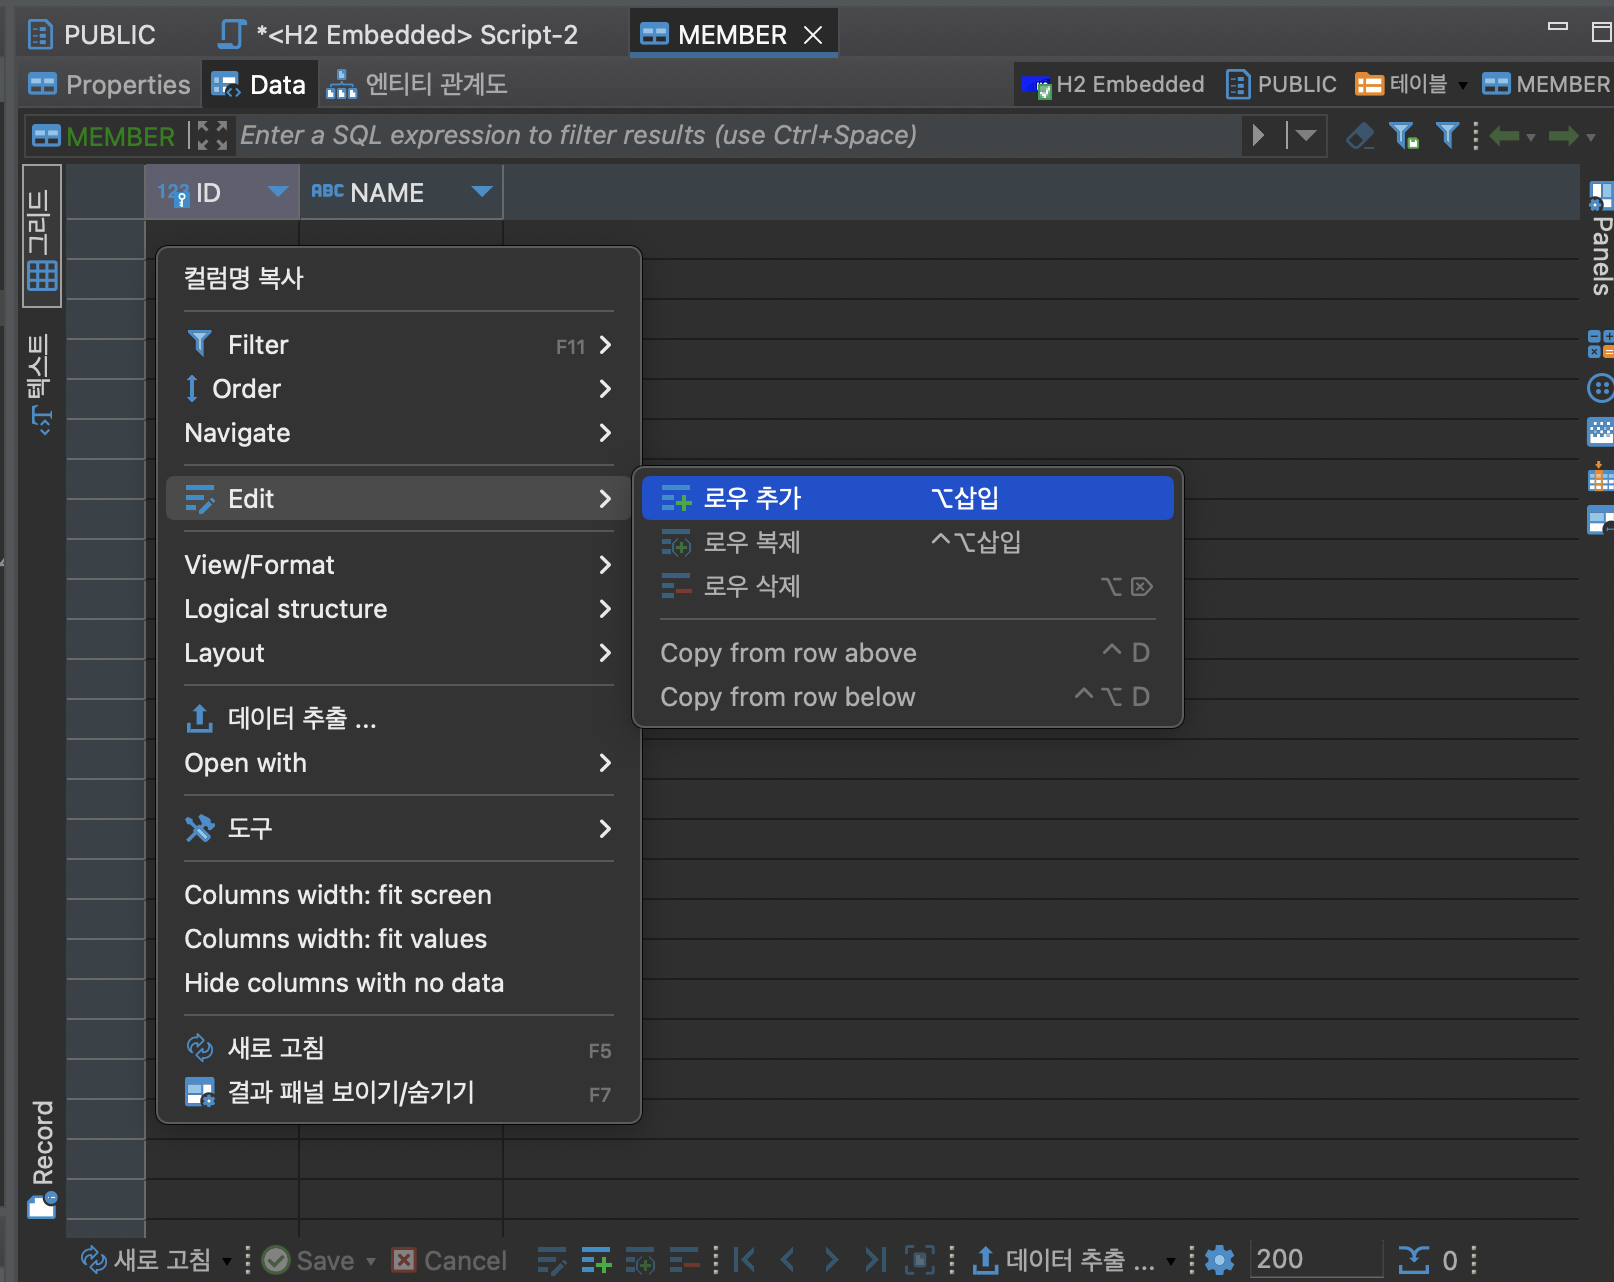 PUBLIC
*<H2 Embedded> Script-2
MEMBER
Properties
Data
엔티티 관계도
H2 Embedded
PUBLIC
테이블
MEMBER
MEMBER
Enter a SQL expression to filter results (use Ctrl+Space)
그리드
텍스트
Record
123 ID
ABC NAME
Panels
컬럼명 복사
Filter F11
Order
Navigate
Edit
View/Format
Logical structure
Layout
데이터 추출 ...
Open with
도구
Columns width: fit screen
Columns width: fit values
Hide columns with no data
새로 고침 F5
결과 패널 보이기/숨기기 F7
로우 추가 ⌥삽입
로우 복제 ^⌥삽입
로우 삭제 ⌥⌦
Copy from row above ^ D
Copy from row below ^⌥ D
새로 고침
Save
Cancel
데이터 추출 ...
200
0